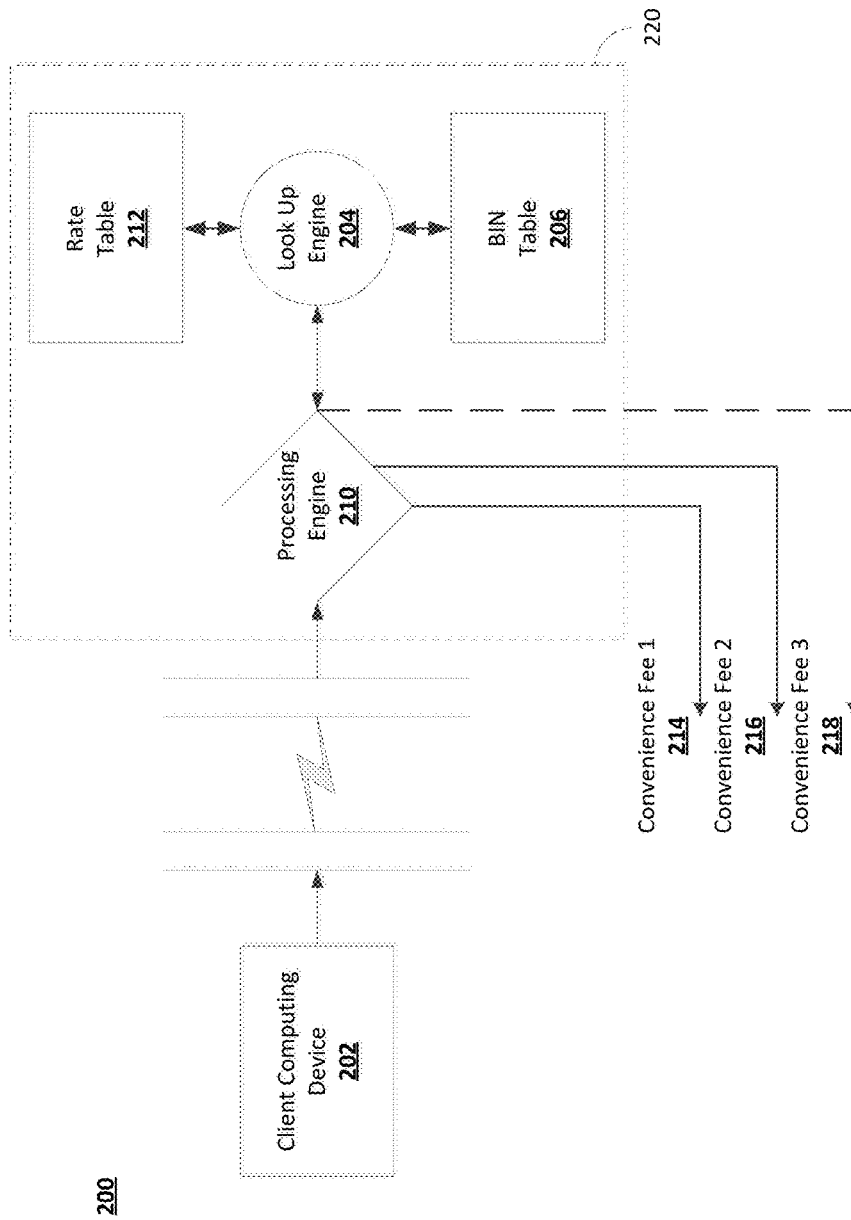 200
Client Computing
Device
202
Processing
Engine
210
Look Up
Engine
204
Rate
Table
212
BIN
Table
206
220
Convenience Fee 1
214
Convenience Fee 2
216
Convenience Fee 3
218